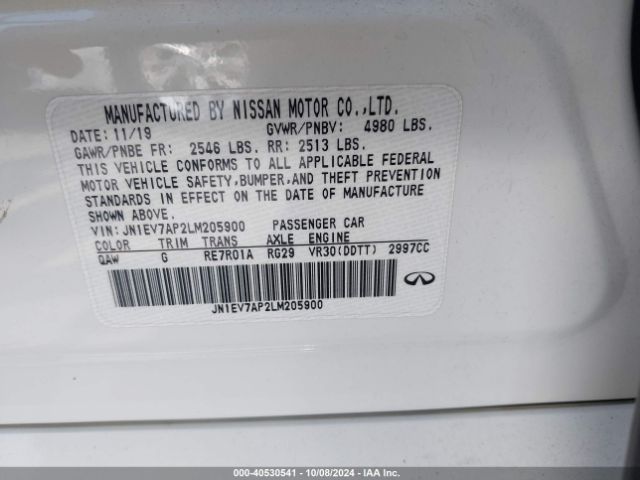 MANUFACTURED BY NISSAN MOTOR CO.,LTD.
DATE: 11/19 GVWR/PNBV: 4980 LBS.
GAWR/PNBE FR: 2546 LBS. RR: 2513 LBS.
THIS VEHICLE CONFORMS TO ALL APPLICABLE FEDERAL
MOTOR VEHICLE SAFETY,BUMPER,AND THEFT PREVENTION
STANDARDS IN EFFECT ON THE DATE OF MANUFACTURE
SHOWN ABOVE.
VIN: JN1EV7AP2LM205900 PASSENGER CAR
COLOR TRIM TRANS AXLE ENGINE
QAW G RE7R01A RG29 VR30(DDTT) 2997CC
JN1EV7AP2LM205900
000-40530541 - 10/08/2024 - IAA Inc.